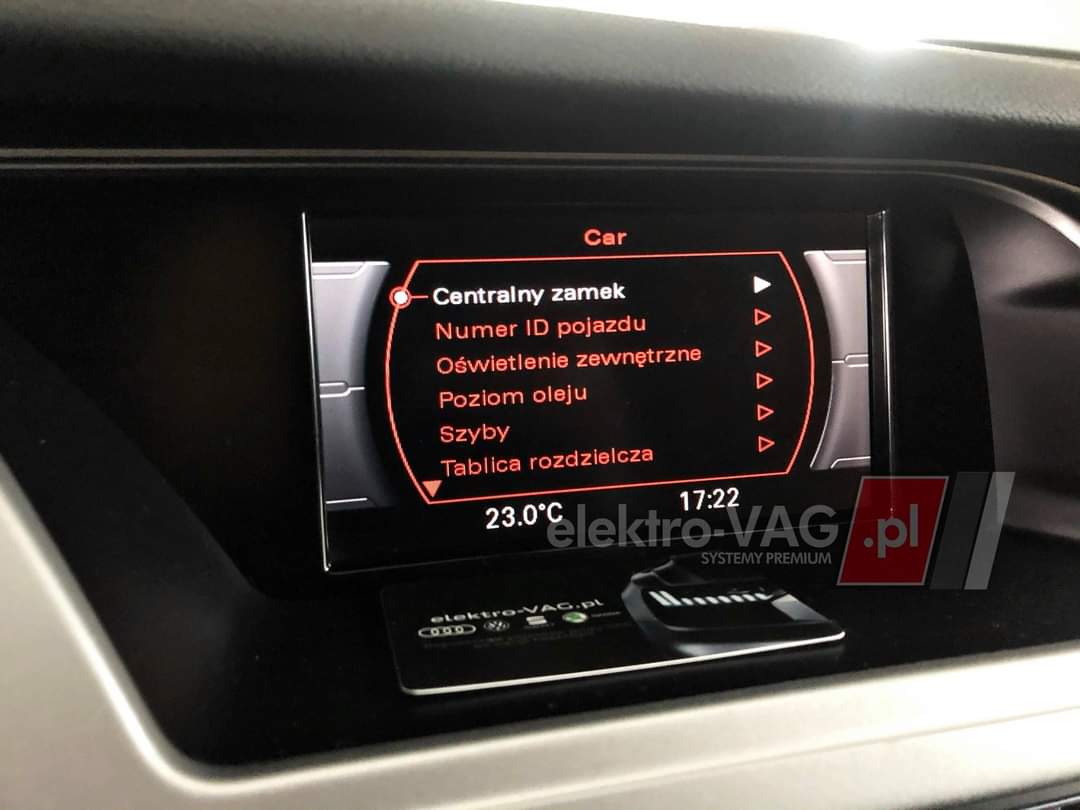 Car
Centralny zamek
Numer ID pojazdu
Oświetlenie zewnętrzne
Poziom oleju
Szyby
Tablica rozdzielcza
23.0°C 17:22
elektro-VAG.pl
SYSTEMY PREMIUM
elektro-VAG.pl